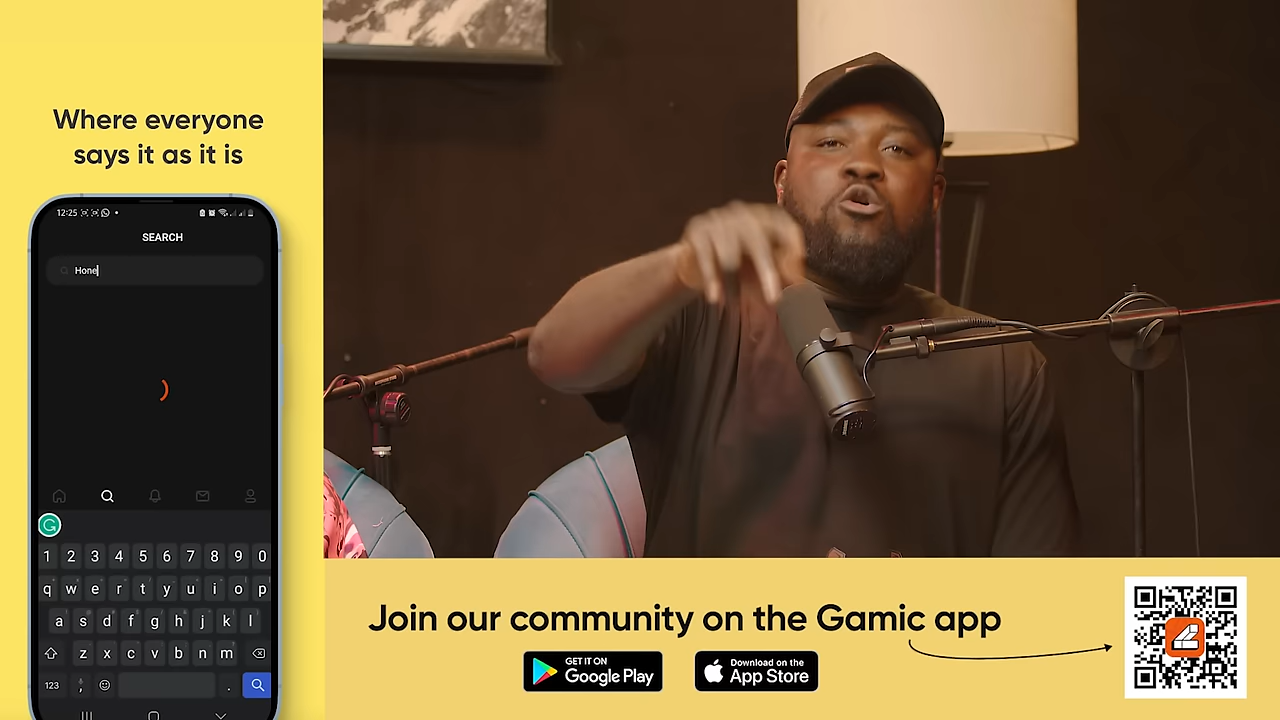 Where everyone
says it as it is
12:25
SEARCH
Hone
1 2 3 4 5 6 7 8 9 0
q w e r t y u i o p
a s d f g h j k l
z x c v b n m
123 , .
Join our community on the Gamic app
GET IT ON
Google Play
Download on the
App Store